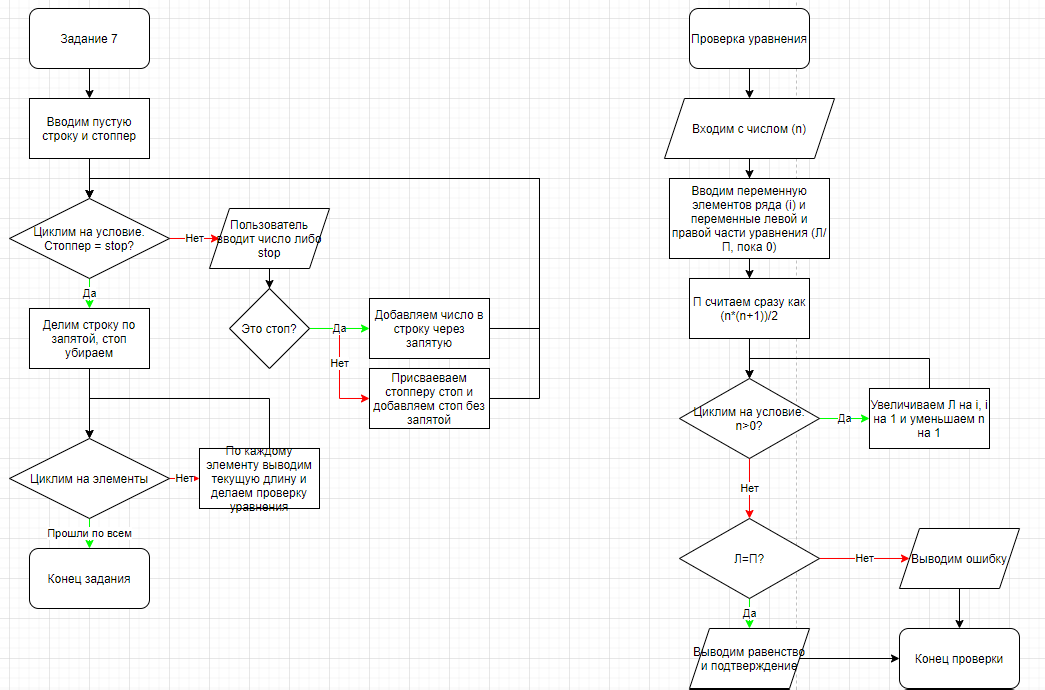 Задание 7
Вводим пустую
строку и стоппер
Циклим на условие.
Стоппер = stop?
Нет
Пользователь
вводит число либо
stop
Да
Делим строку по
запятой, стоп
убираем
Это стоп?
Да
Добавляем число в
строку через
запятую
Нет
Присваеваем
стопперу стоп и
добавляем стоп без
запятой
Циклим на элементы
Нет
По каждому
элементу выводим
текущую длину и
делаем проверку
уравнения
Прошли по всем
Конец задания
Проверка уравнения
Входим с числом (n)
Вводим переменную
элементов ряда (i) и
переменные левой и
правой части уравнения (Л/
П, пока 0)
П считаем сразу как
(n*(n+1))/2
Циклим на условие.
n>0?
Да
Увеличиваем Л на i, i
на 1 и уменьшаем n
на 1
Нет
Л=П?
Нет
Выводим ошибку
Да
Выводим равенство
и подтверждение
Конец проверки